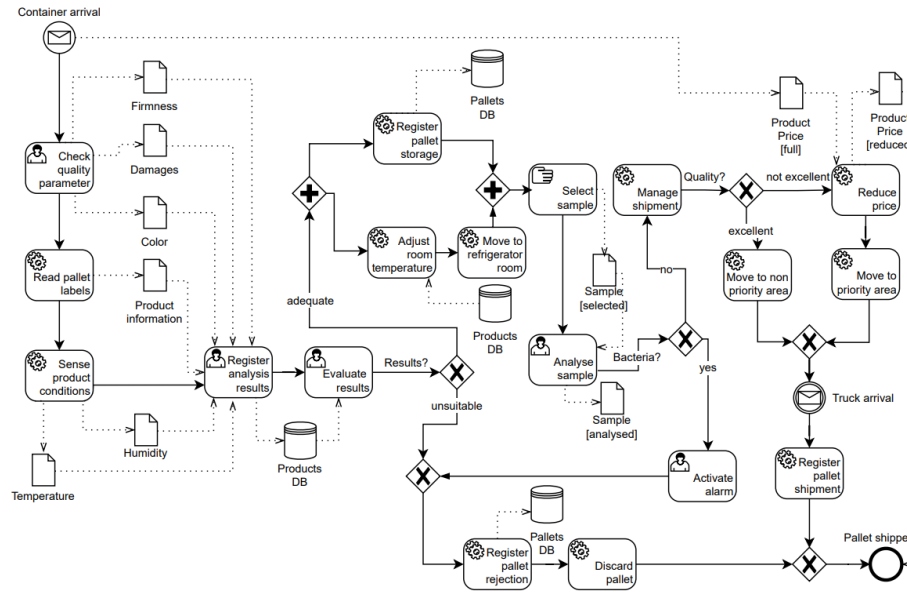 Container arrival
Firmness
Check
quality
parameter
Damages
Color
Read pallet
labels
Product
information
Sense
product
conditions
Humidity
Temperature
Register
analysis
results
Products
DB
Evaluate
results
Results?
adequate
unsuitable
Register
pallet
storage
Pallets
DB
Adjust
room
temperature
Move to
refrigerator
room
Products
DB
Select
sample
Sample
[selected]
Analyse
sample
Sample
[analysed]
Bacteria?
no
yes
Manage
shipment
Quality?
not excellent
excellent
Product
Price
[full]
Product
Price
[reduced
Reduce
price
Move to non
priority area
Move to
priority area
Truck arrival
Register
pallet
shipment
Activate
alarm
Pallets
DB
Register
pallet
rejection
Discard
pallet
Pallet shippe